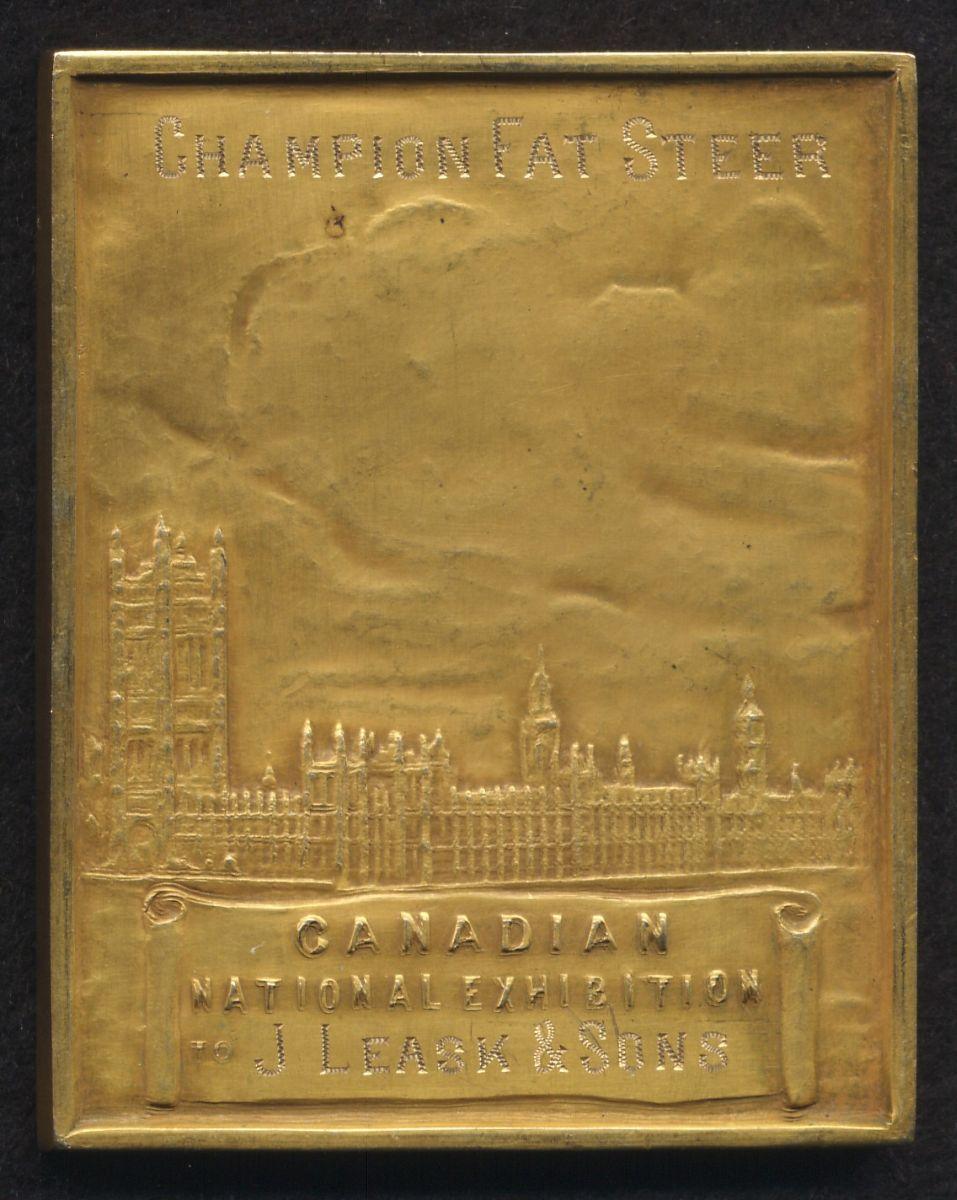 CHAMPION FAT STEER
CANADIAN
NATIONAL EXHIBITION
TO J LEASK & SONS